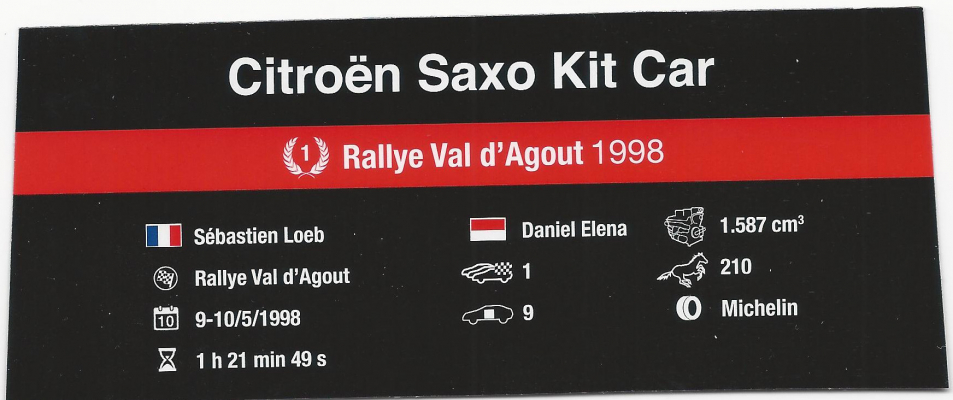 Citroën Saxo Kit Car
1 Rallye Val d'Agout 1998
Sébastien Loeb
Rallye Val d'Agout
10 9-10/5/1998
1 h 21 min 49 s
Daniel Elena
1
9
1.587 cm³
210
Michelin